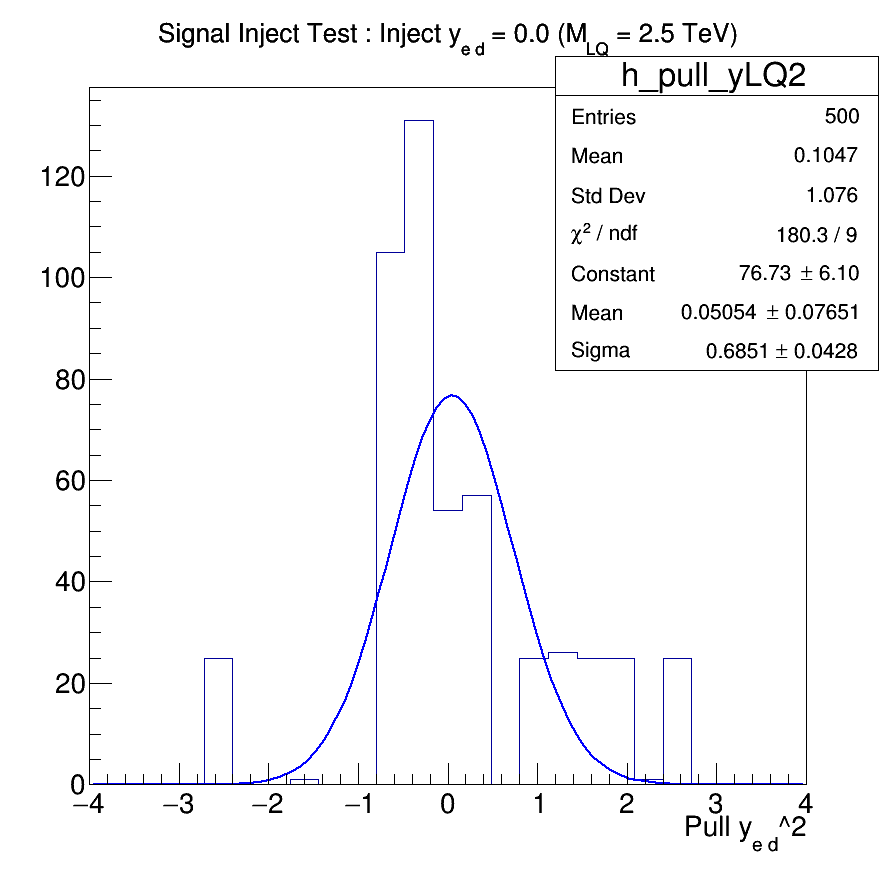 Signal Inject Test : Inject y_{e d} = 0.0 (M_{LQ} = 2.5 TeV)
h_pull_yLQ2
Entries 500
Mean 0.1047
Std Dev 1.076
χ² / ndf 180.3 / 9
Constant 76.73 ± 6.10
Mean 0.05054 ± 0.07651
Sigma 0.6851 ± 0.0428
120
100
80
60
40
20
0
−4 −3 −2 −1 0 1 2 3 4
Pull y_{e d}^2